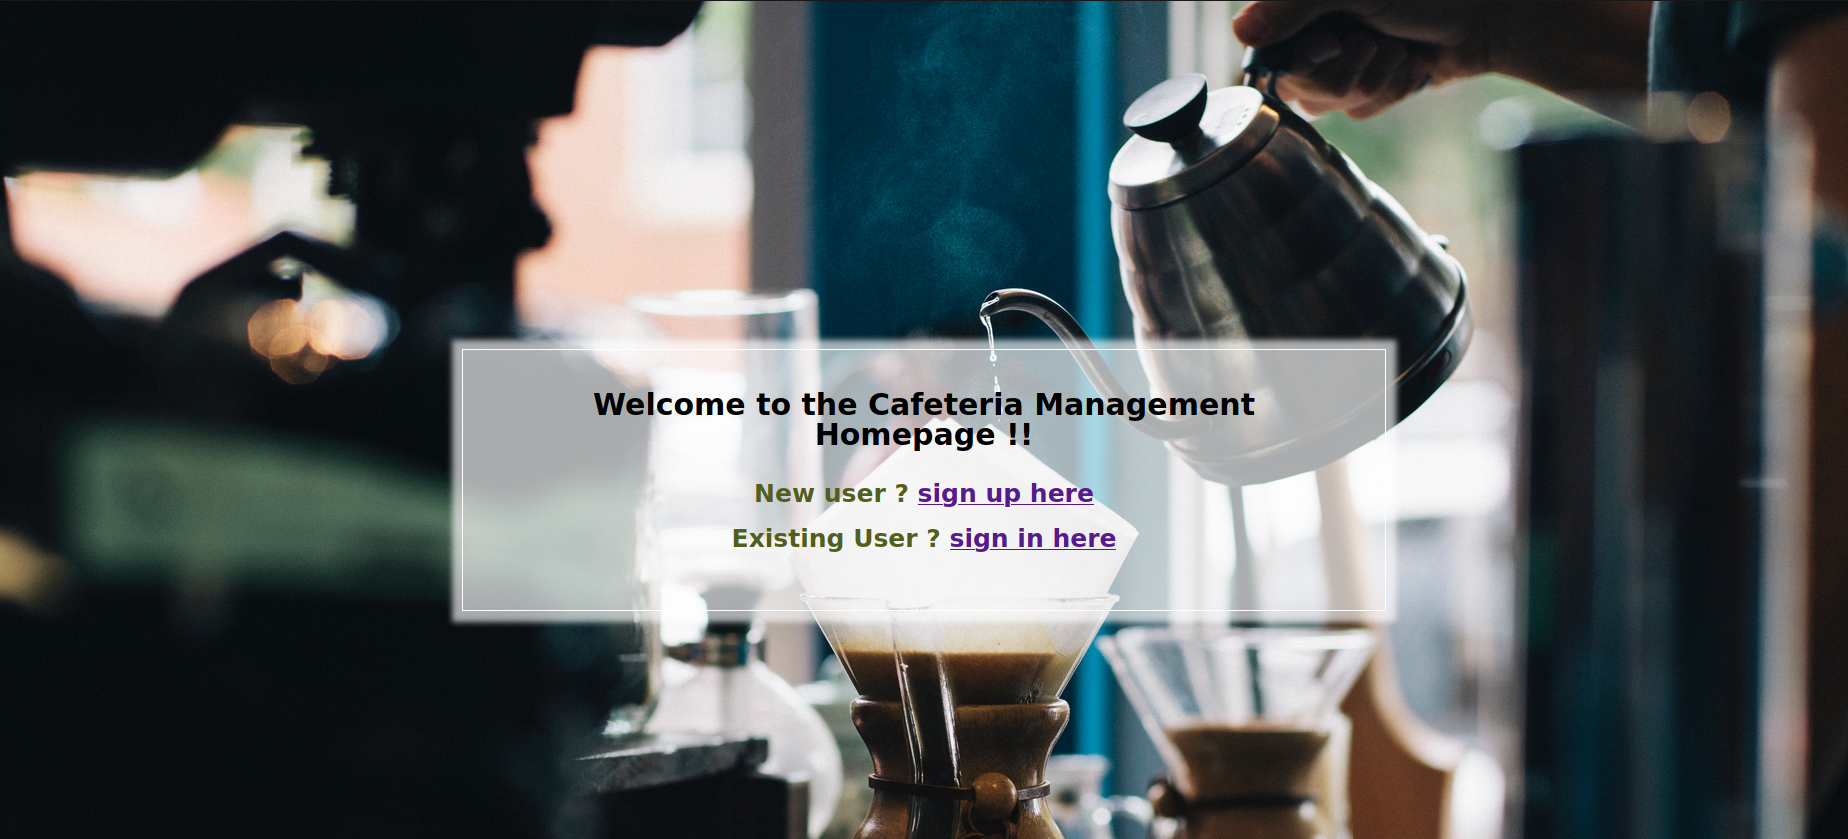 Welcome to the Cafeteria Management
Homepage !!
New user ? sign up here
Existing User ? sign in here